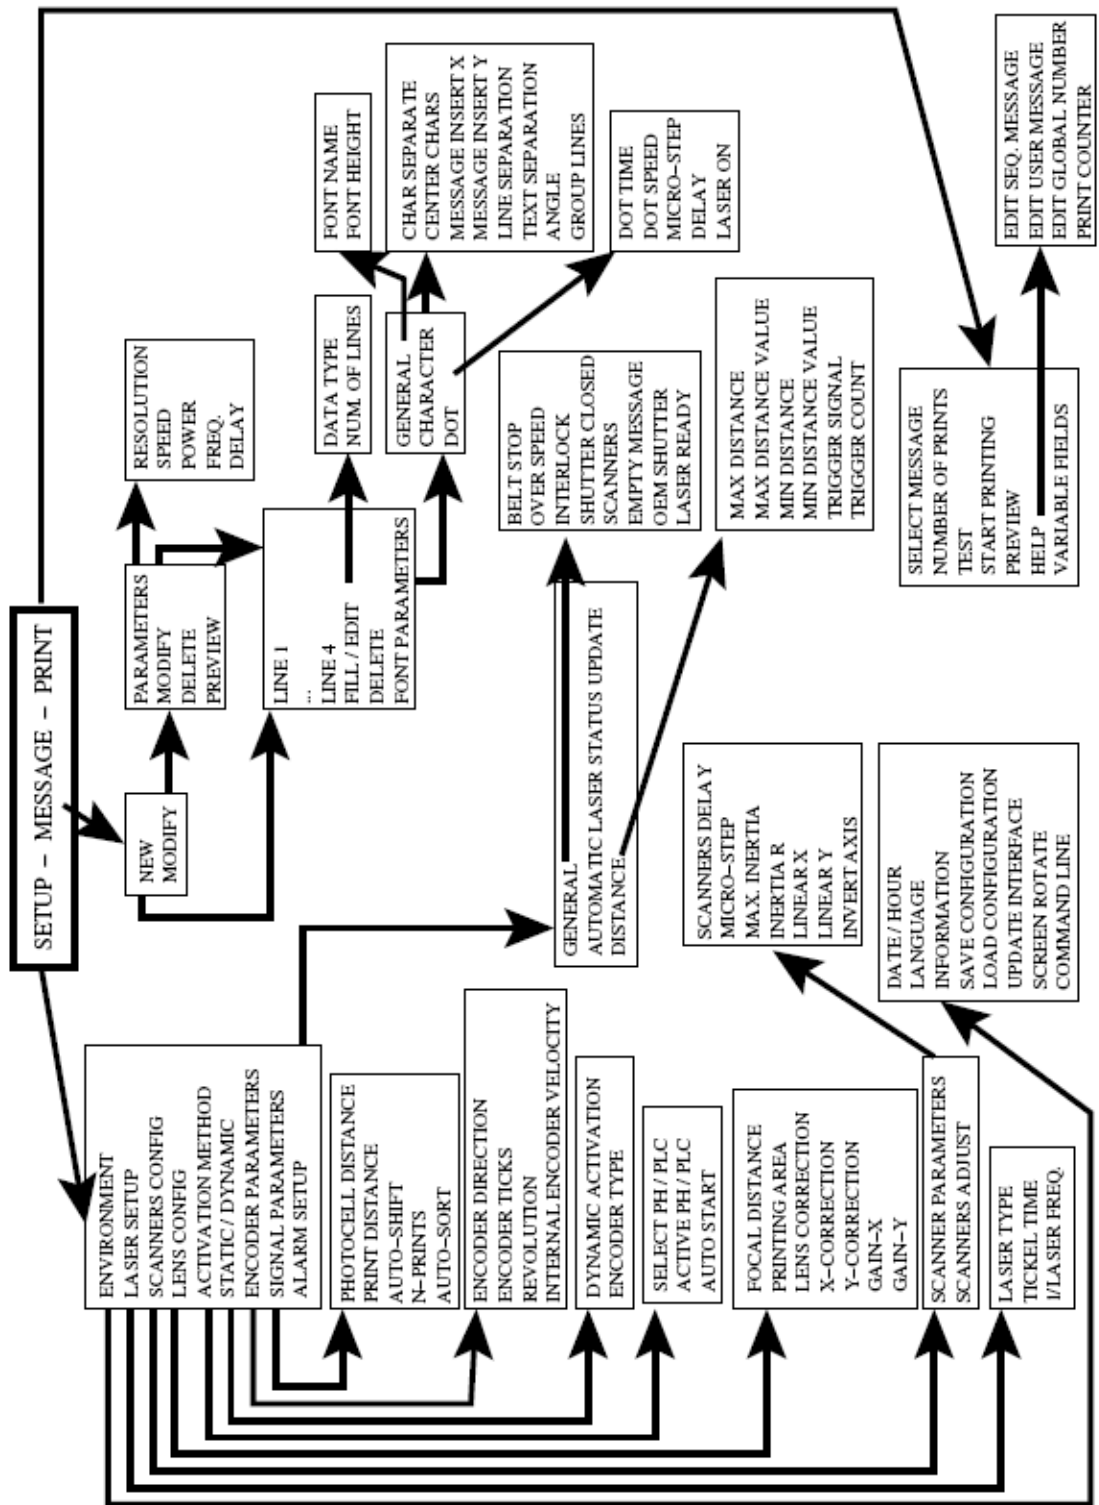 SETUP - MESSAGE - PRINT
ENVIRONMENT
LASER SETUP
SCANNERS CONFIG
LENS CONFIG
ACTIVATION METHOD
STATIC / DYNAMIC
ENCODER PARAMETERS
SIGNAL PARAMETERS
ALARM SETUP
PHOTOCELL DISTANCE
PRINT DISTANCE
AUTO-SHIFT
N-PRINTS
AUTO-SORT
ENCODER DIRECTION
ENCODER TICKS
REVOLUTION
INTERNAL ENCODER VELOCITY
DYNAMIC ACTIVATION
ENCODER TYPE
SELECT PH / PLC
ACTIVE PH / PLC
AUTO START
FOCAL DISTANCE
PRINTING AREA
LENS CORRECTION
X-CORRECTION
Y-CORRECTION
GAIN-X
GAIN-Y
SCANNER PARAMETERS
SCANNERS ADJUST
LASER TYPE
TICKEL TIME
1/LASER FREQ.
NEW
MODIFY
PARAMETERS
MODIFY
DELETE
PREVIEW
RESOLUTION
SPEED
POWER
FREQ.
DELAY
LINE 1
...
LINE 4
FILL / EDIT
DELETE
FONT PARAMETERS
DATA TYPE
NUM. OF LINES
GENERAL
CHARACTER
DOT
FONT NAME
FONT HEIGHT
CHAR SEPARATE
CENTER CHARS
MESSAGE INSERT X
MESSAGE INSERT Y
LINE SEPARATION
TEXT SEPARATION
ANGLE
GROUP LINES
DOT TIME
DOT SPEED
MICRO-STEP
DELAY
LASER ON
GENERAL
AUTOMATIC LASER STATUS UPDATE
DISTANCE
BELT STOP
OVER SPEED
INTERLOCK
SHUTTER CLOSED
SCANNERS
EMPTY MESSAGE
OEM SHUTTER
LASER READY
MAX DISTANCE
MAX DISTANCE VALUE
MIN DISTANCE
MIN DISTANCE VALUE
TRIGGER SIGNAL
TRIGGER COUNT
SCANNERS DELAY
MICRO-STEP
MAX. INERTIA
INERTIA R
LINEAR X
LINEAR Y
INVERT AXIS
DATE / HOUR
LANGUAGE
INFORMATION
SAVE CONFIGURATION
LOAD CONFIGURATION
UPDATE INTERFACE
SCREEN ROTATE
COMMAND LINE
SELECT MESSAGE
NUMBER OF PRINTS
TEST
START PRINTING
PREVIEW
HELP
VARIABLE FIELDS
EDIT SEQ. MESSAGE
EDIT USER MESSAGE
EDIT GLOBAL NUMBER
PRINT COUNTER